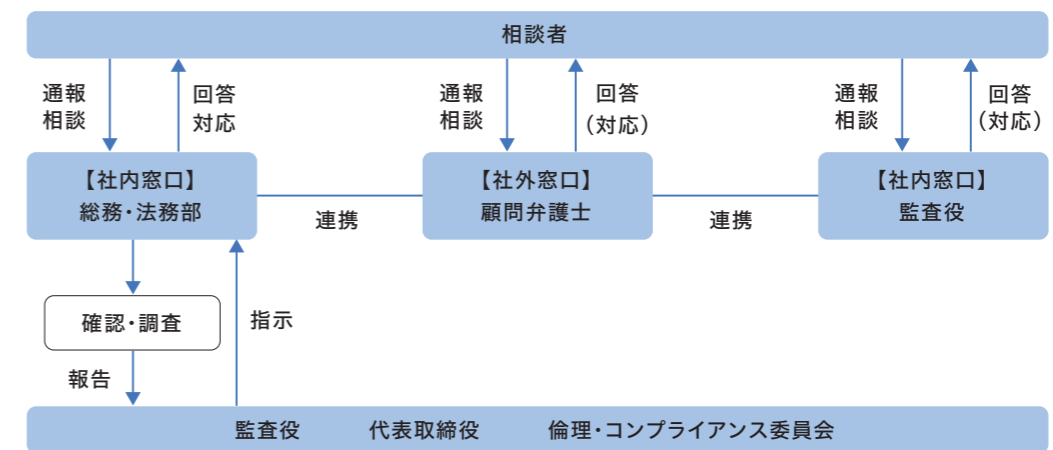 相談者
通報
相談
回答
対応
通報
相談
回答
(対応)
通報
相談
回答
(対応)
【社内窓口】
総務・法務部
連携
【社外窓口】
顧問弁護士
連携
【社内窓口】
監査役
確認・調査
指示
報告
監査役 代表取締役 倫理・コンプライアンス委員会